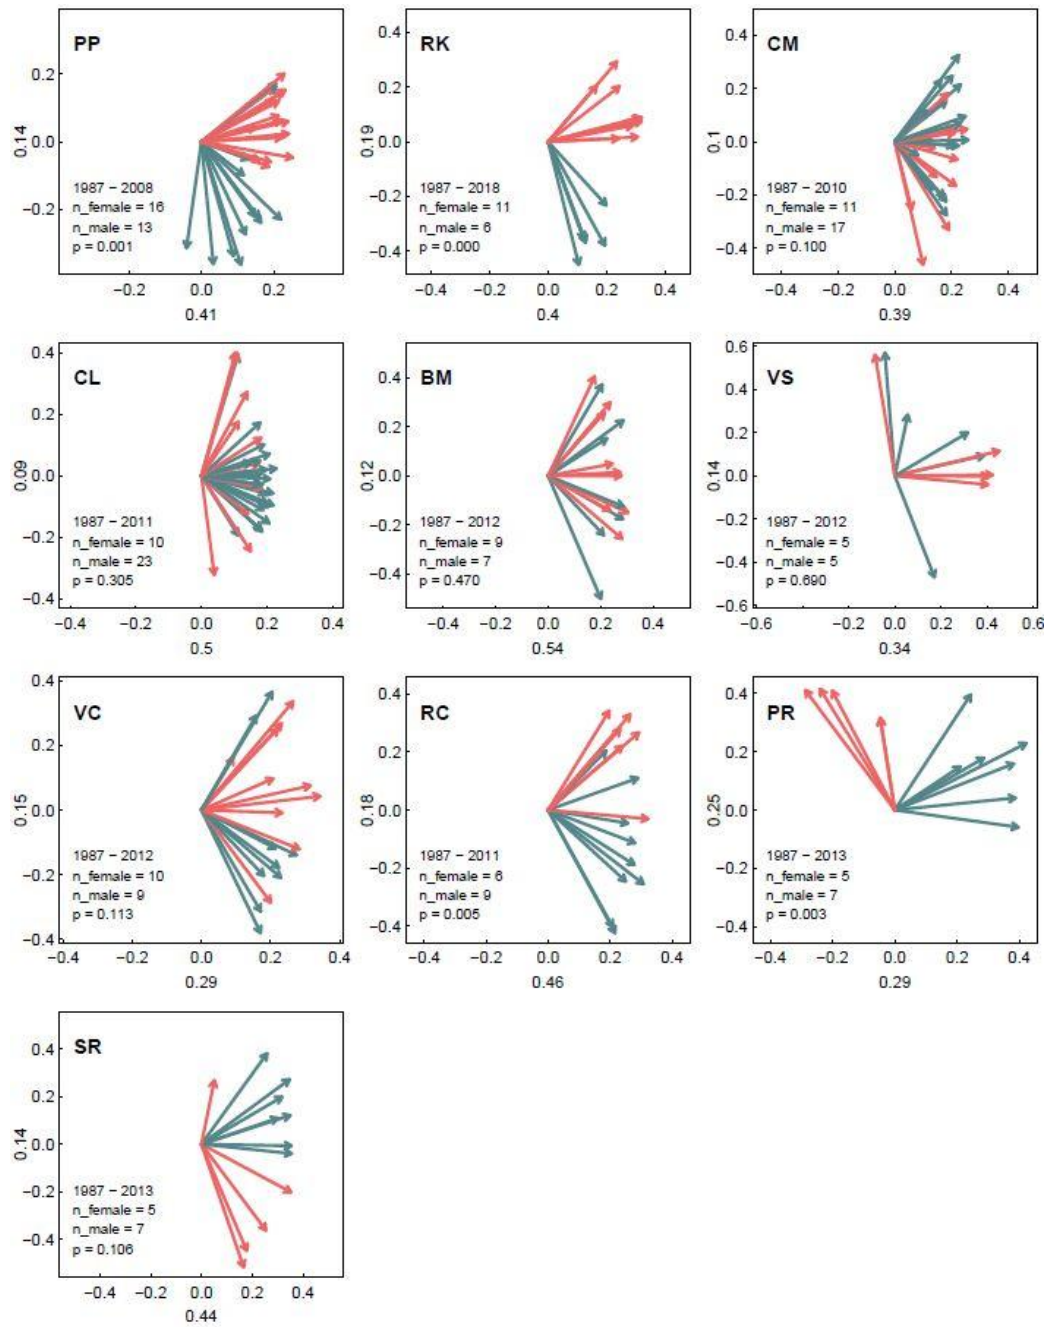 PP
0.2
0.0
−0.2
0.14
1987 − 2008
n_female = 16
n_male = 13
p = 0.001
−0.2 0.0 0.2
0.41
RK
0.4
0.2
0.0
−0.2
−0.4
0.19
1987 − 2018
n_female = 11
n_male = 6
p = 0.000
−0.4 −0.2 0.0 0.2 0.4
0.4
CM
0.4
0.2
0.0
−0.2
−0.4
0.1
1987 − 2010
n_female = 11
n_male = 17
p = 0.100
−0.4 −0.2 0.0 0.2 0.4
0.39
CL
0.4
0.2
0.0
−0.2
−0.4
0.09
1987 − 2011
n_female = 10
n_male = 23
p = 0.305
−0.4 −0.2 0.0 0.2 0.4
0.5
BM
0.4
0.2
0.0
−0.2
−0.4
0.12
1987 − 2012
n_female = 9
n_male = 7
p = 0.470
−0.4 −0.2 0.0 0.2 0.4
0.54
VS
0.6
0.4
0.2
0.0
−0.2
−0.4
−0.6
0.14
1987 − 2012
n_female = 5
n_male = 5
p = 0.690
−0.6 −0.4 −0.2 0.0 0.2 0.4 0.6
0.34
VC
0.4
0.2
0.0
−0.2
−0.4
0.15
1987 − 2012
n_female = 10
n_male = 9
p = 0.113
−0.4 −0.2 0.0 0.2 0.4
0.29
RC
0.4
0.2
0.0
−0.2
−0.4
0.18
1987 − 2011
n_female = 6
n_male = 9
p = 0.005
−0.4 −0.2 0.0 0.2 0.4
0.46
PR
0.4
0.2
0.0
−0.2
−0.4
0.25
1987 − 2013
n_female = 5
n_male = 7
p = 0.003
−0.4 −0.2 0.0 0.2 0.4
0.29
SR
0.4
0.2
0.0
−0.2
−0.4
0.14
1987 − 2013
n_female = 5
n_male = 7
p = 0.106
−0.4 −0.2 0.0 0.2 0.4
0.44